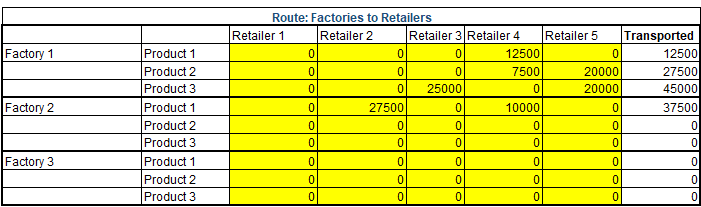 Route: Factories to Retailers
Retailer 1 Retailer 2 Retailer 3 Retailer 4 Retailer 5 Transported
Factory 1 Product 1 0 0 0 12500 0 12500
Product 2 0 0 0 7500 20000 27500
Product 3 0 0 25000 0 20000 45000
Factory 2 Product 1 0 27500 0 10000 0 37500
Product 2 0 0 0 0 0 0
Product 3 0 0 0 0 0 0
Factory 3 Product 1 0 0 0 0 0 0
Product 2 0 0 0 0 0 0
Product 3 0 0 0 0 0 0